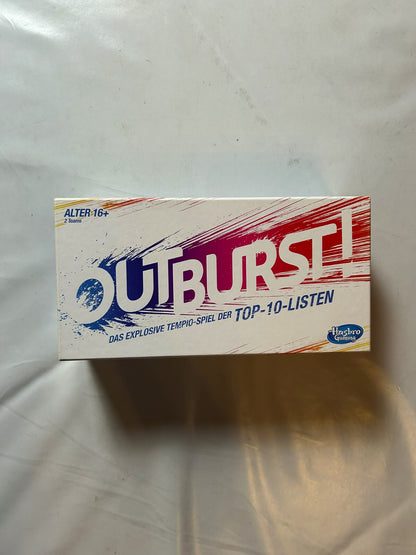 ALTER 16+
2 Teams
OUTBURST!
DAS EXPLOSIVE TEMPO-SPIEL DER TOP-10-LISTEN
Hasbro
Gaming